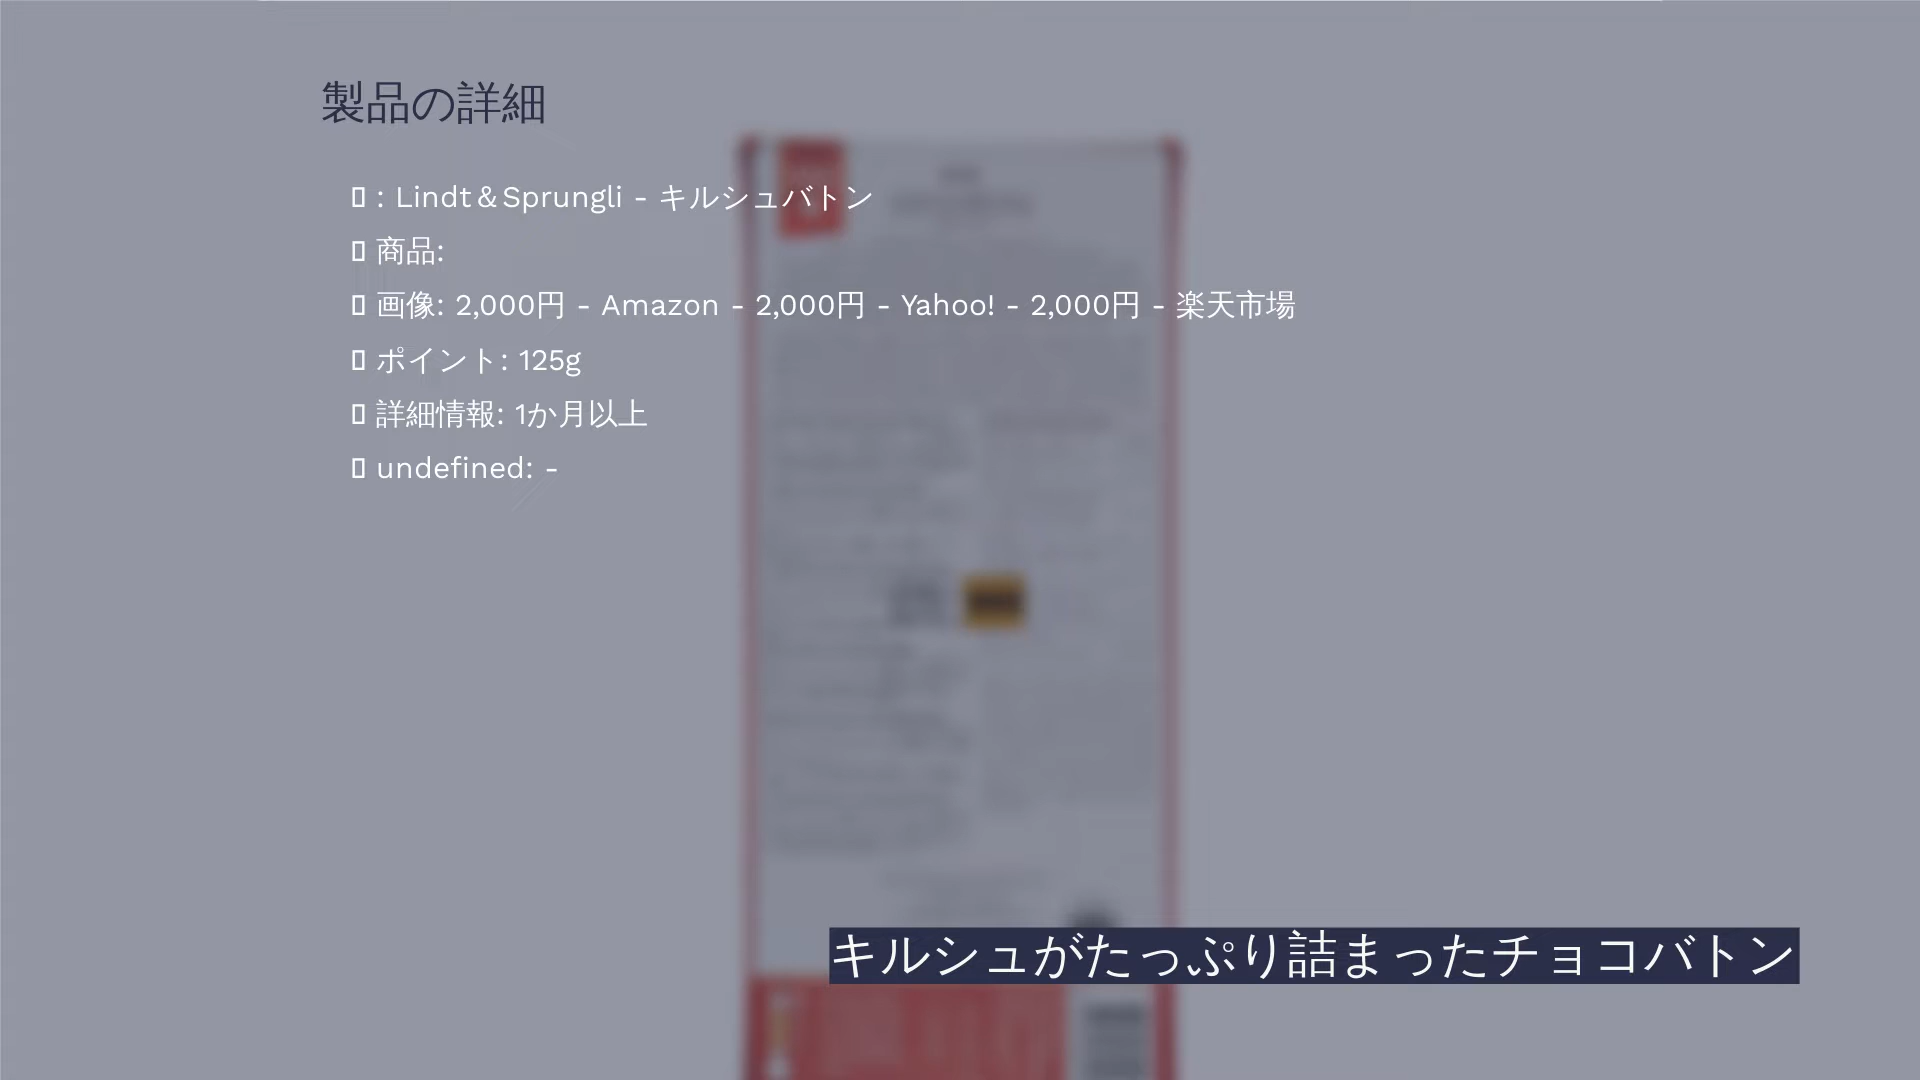 製品の詳細
▯ : Lindt＆Sprungli - キルシュバトン
▯ 商品:
▯ 画像: 2,000円 - Amazon - 2,000円 - Yahoo! - 2,000円 - 楽天市場
▯ ポイント: 125g
▯ 詳細情報: 1か月以上
▯ undefined: -
キルシュがたっぷり詰まったチョコバトン